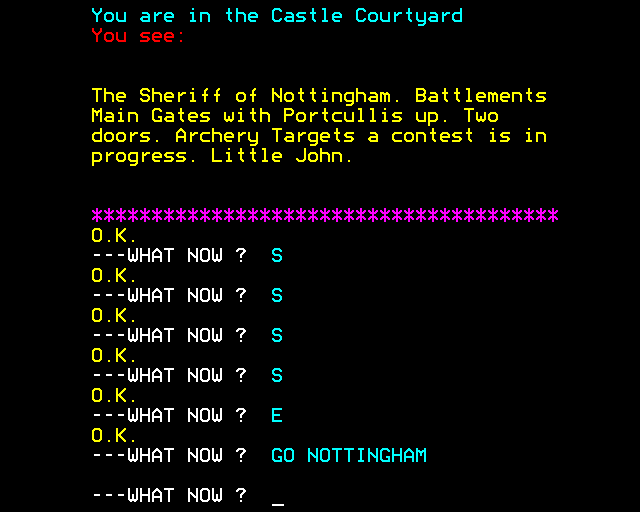 You are in the Castle Courtyard
You see:
The Sheriff of Nottingham. Battlements
Main Gates with Portcullis up. Two
doors. Archery Targets a contest is in
progress. Little John.
***************************************
O.K.
---WHAT NOW ?  S
O.K.
---WHAT NOW ?  S
O.K.
---WHAT NOW ?  S
O.K.
---WHAT NOW ?  S
O.K.
---WHAT NOW ?  E
O.K.
---WHAT NOW ?  GO NOTTINGHAM
---WHAT NOW ?  _